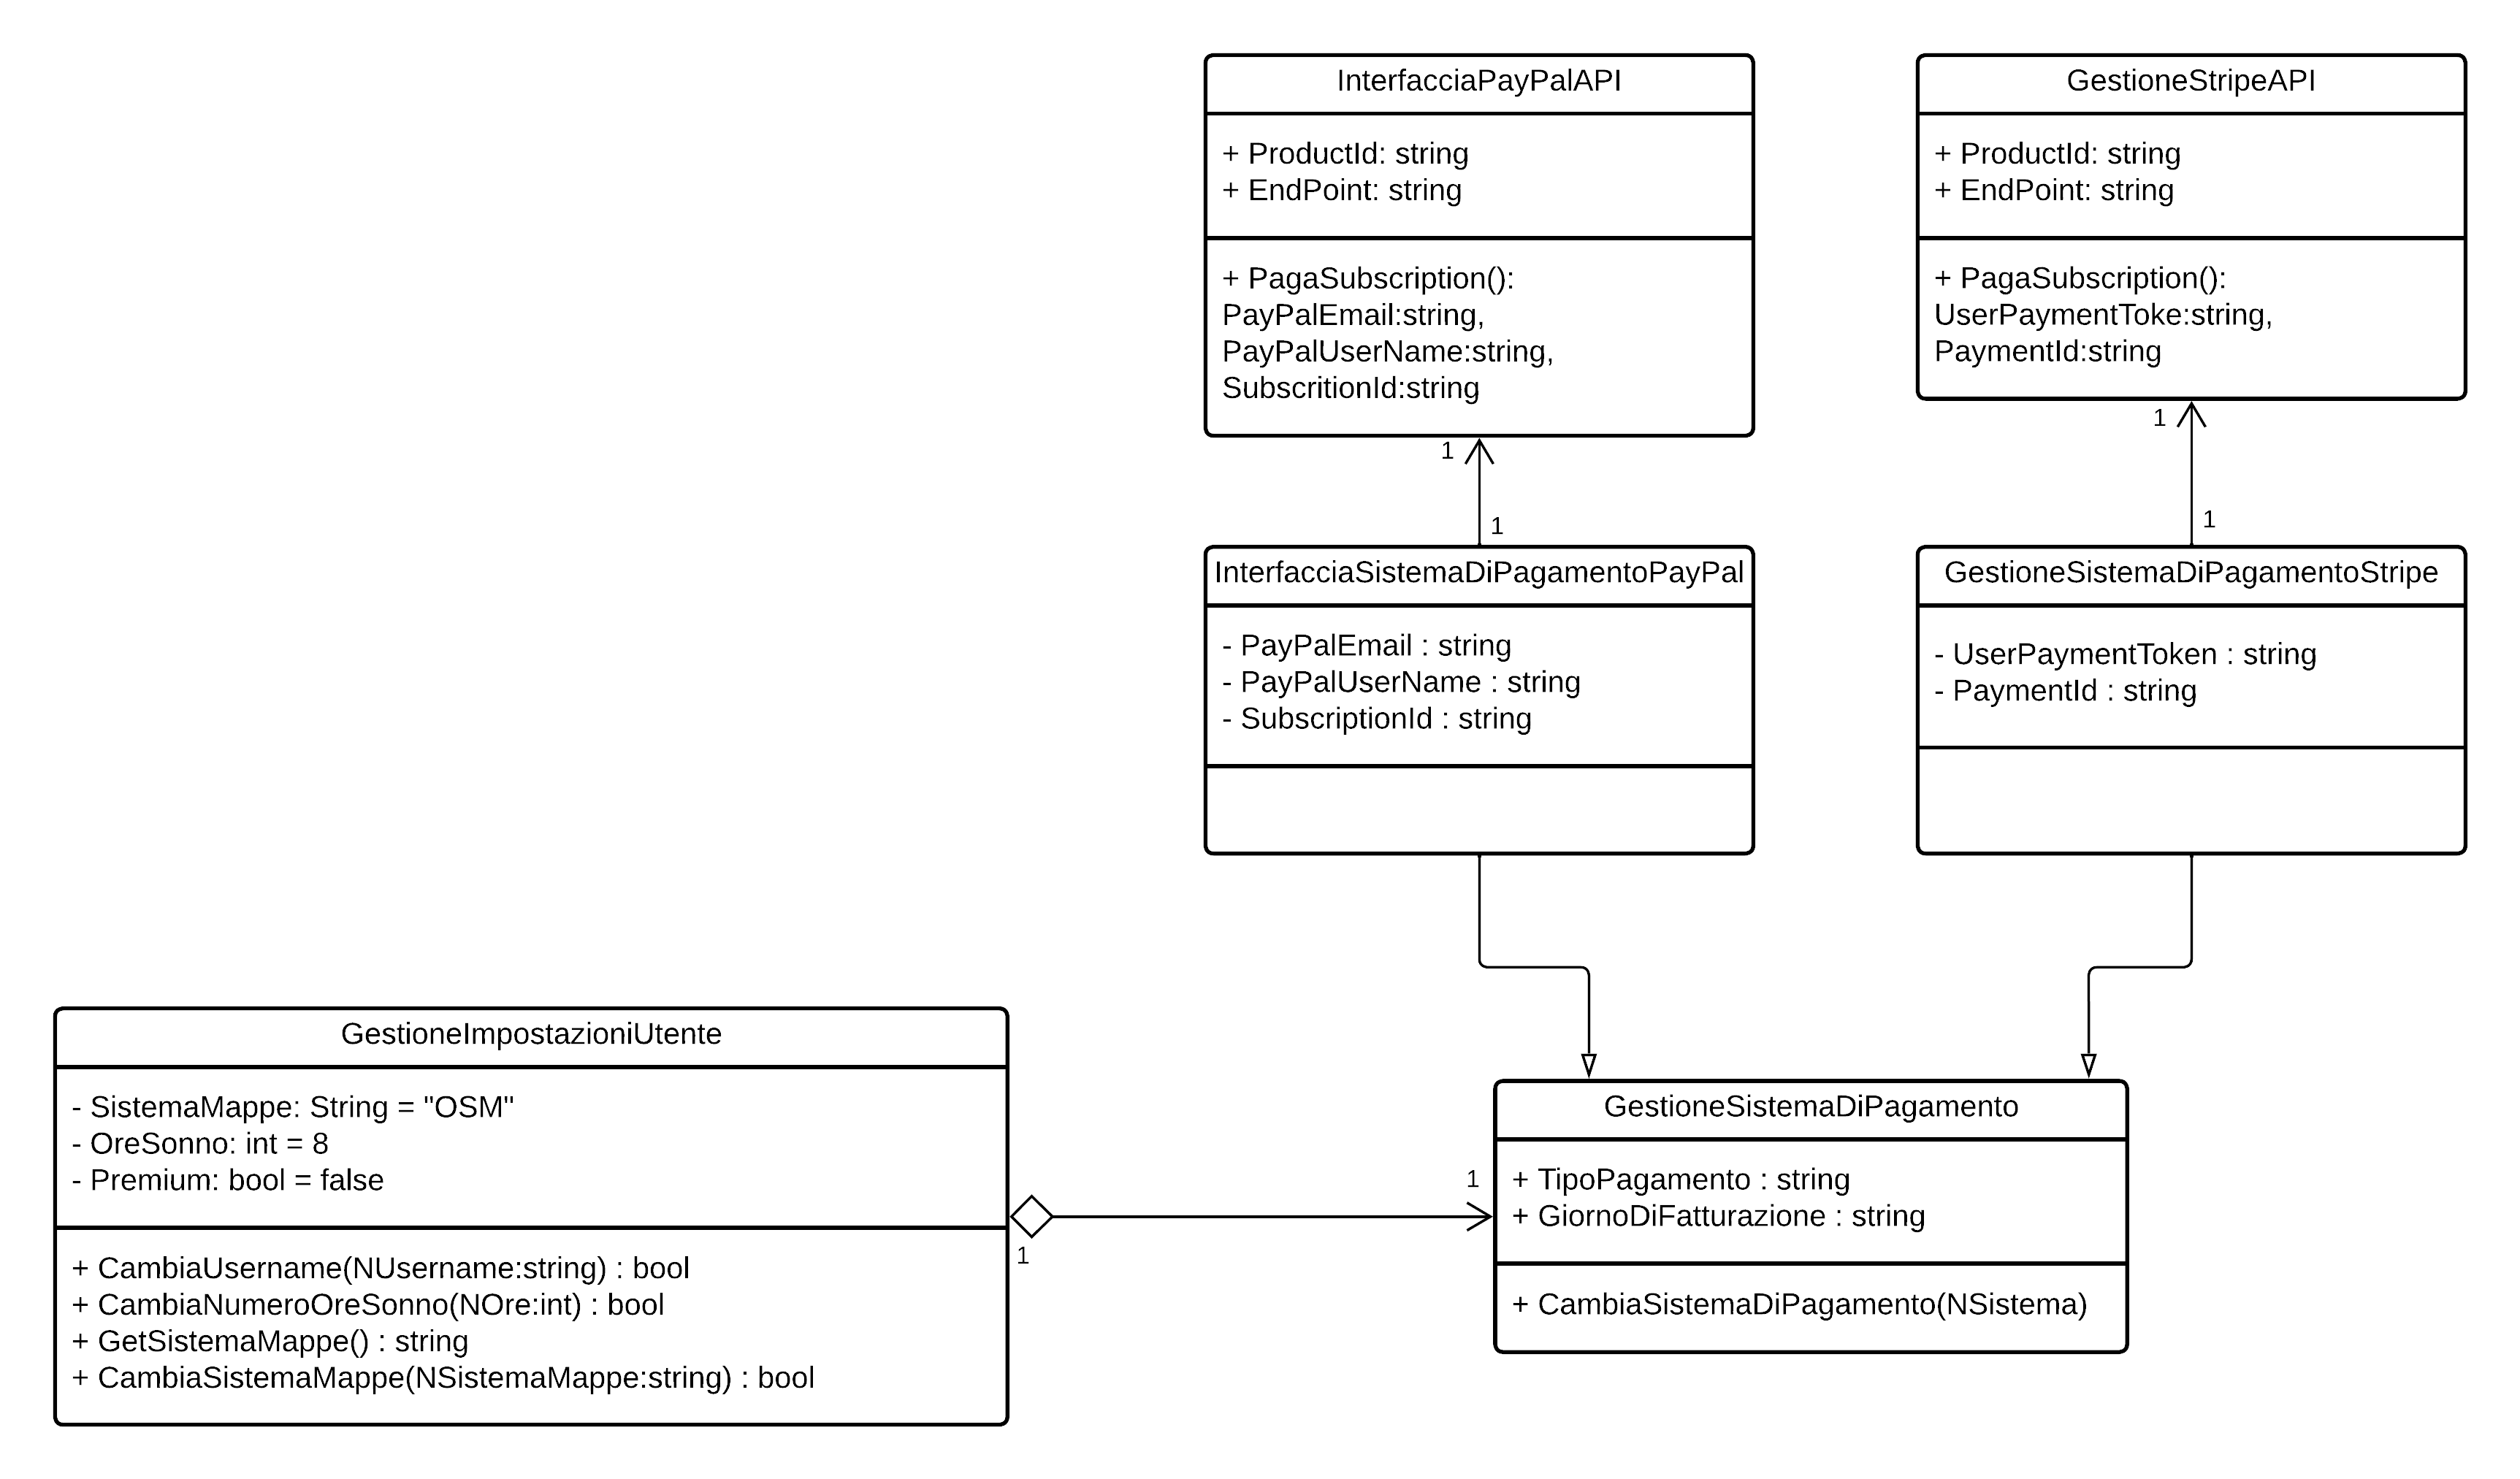 InterfacciaPayPalAPI
+ ProductId: string
+ EndPoint: string
+ PagaSubscription():
PayPalEmail:string,
PayPalUserName:string,
SubscritionId:string
GestioneStripeAPI
+ ProductId: string
+ EndPoint: string
+ PagaSubscription():
UserPaymentToke:string,
PaymentId:string
1
1
1
1
InterfacciaSistemaDiPagamentoPayPal
- PayPalEmail : string
- PayPalUserName : string
- SubscriptionId : string
GestioneSistemaDiPagamentoStripe
- UserPaymentToken : string
- PaymentId : string
GestioneImpostazioniUtente
- SistemaMappe: String = "OSM"
- OreSonno: int = 8
- Premium: bool = false
+ CambiaUsername(NUsername:string) : bool
+ CambiaNumeroOreSonno(NOre:int) : bool
+ GetSistemaMappe() : string
+ CambiaSistemaMappe(NSistemaMappe:string) : bool
1
1
GestioneSistemaDiPagamento
+ TipoPagamento : string
+ GiornoDiFatturazione : string
+ CambiaSistemaDiPagamento(NSistema)